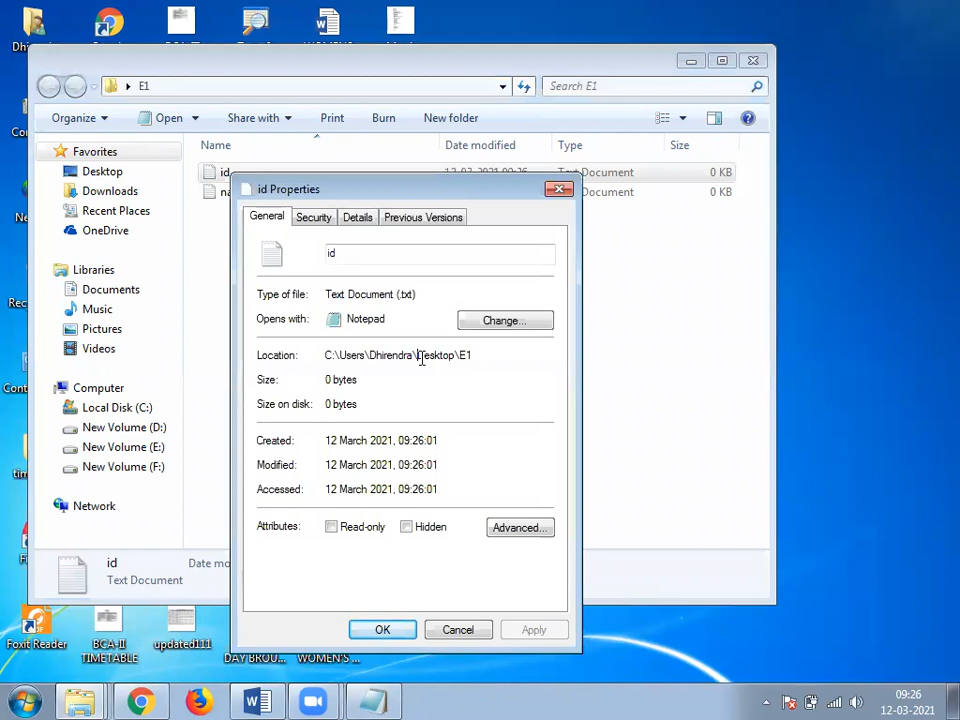 E1
Search E1
Organize
Open
Share with
Print
Burn
New folder
Name
Date modified
Type
Size
Favorites
Desktop
Downloads
Recent Places
OneDrive
Libraries
Documents
Music
Pictures
Videos
Computer
Local Disk (C:)
New Volume (D:)
New Volume (E:)
New Volume (F:)
Network
id
12-03-2021 09:26
Document
0 KB
Document
0 KB
id Properties
General
Security
Details
Previous Versions
id
Type of file: Text Document (.txt)
Opens with: Notepad
Change...
Location: C:\Users\Dhirendra\Desktop\E1
Size: 0 bytes
Size on disk: 0 bytes
Created: 12 March 2021, 09:26:01
Modified: 12 March 2021, 09:26:01
Accessed: 12 March 2021, 09:26:01
Attributes: Read-only Hidden
Advanced...
OK
Cancel
Apply
id
Date mo
Text Document
Foxit Reader
BCA-II
TIMETABLE
updated111
DAY BROU...
WOMEN'S ...
09:26
12-03-2021